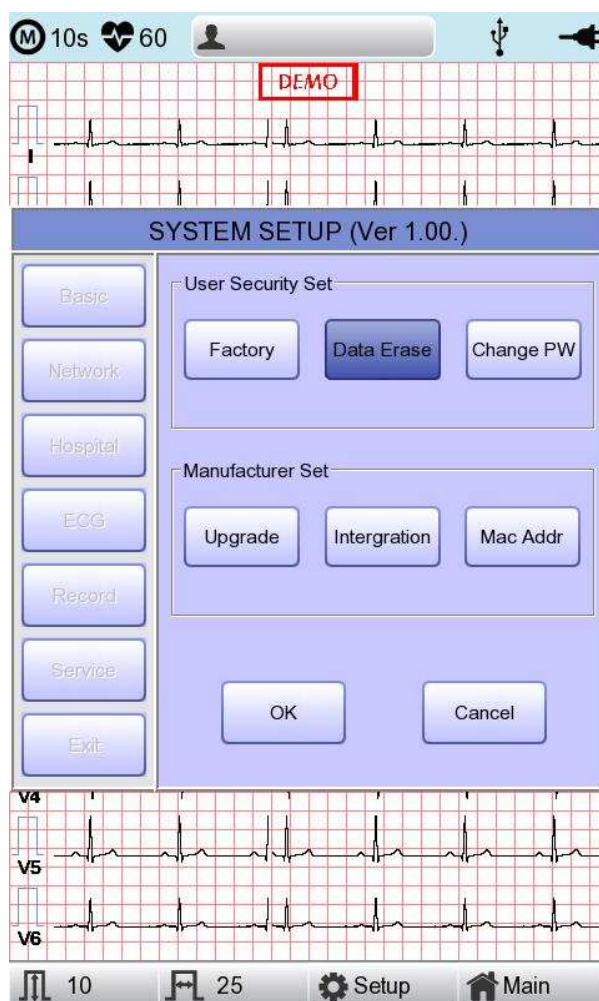 M 10s 60
DEMO
I
SYSTEM SETUP (Ver 1.00.)
Basic
Network
Hospital
ECG
Record
Service
Exit
User Security Set
Factory Data Erase Change PW
Manufacturer Set
Upgrade Intergration Mac Addr
OK Cancel
V4
V5
V6
10 25 Setup Main